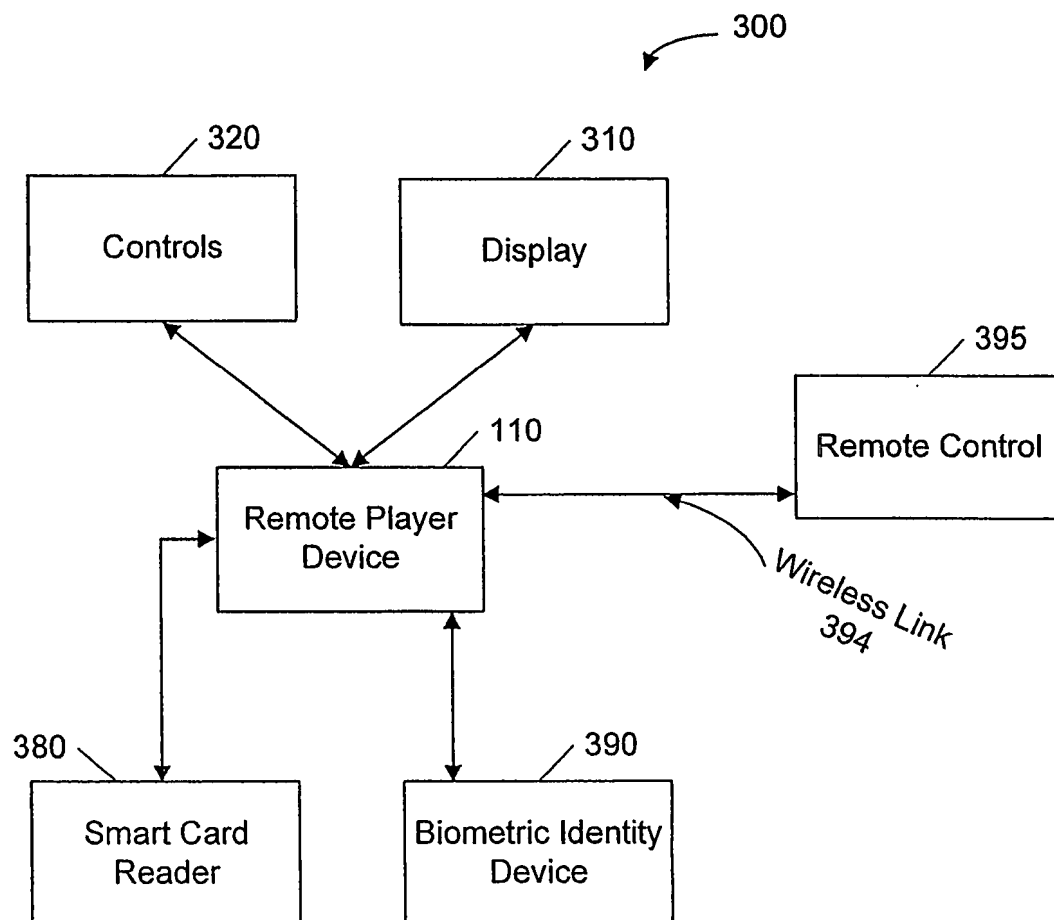 300
320
310
Controls
Display
395
Remote Control
110
Remote Player
Device
Wireless Link
394
380
390
Smart Card
Reader
Biometric Identity
Device